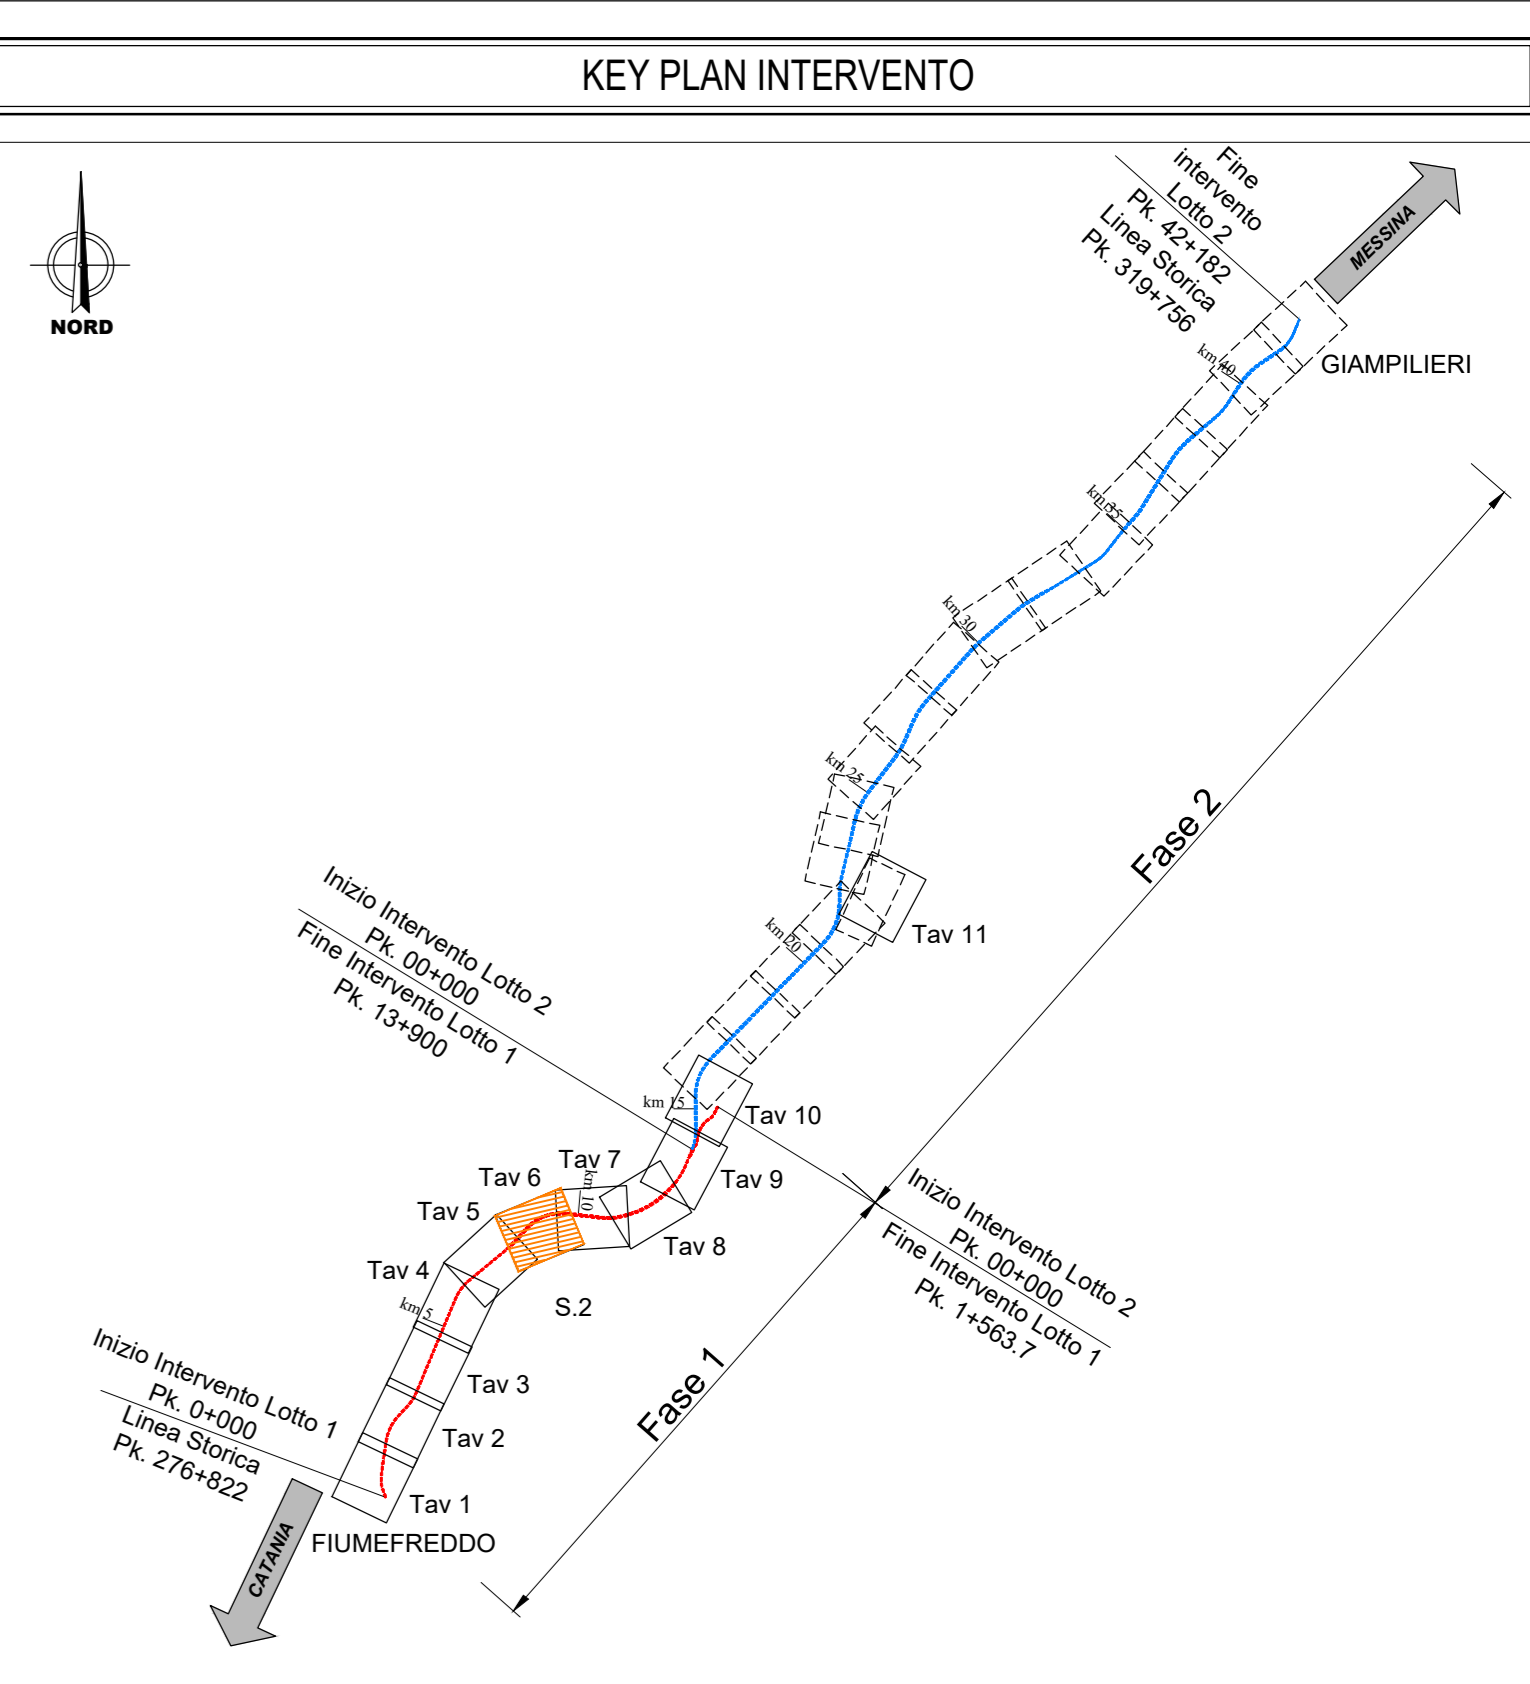 KEY PLAN INTERVENTO
NORD
Fine
intervento
Lotto 2
Pk. 42+182
Linea Storica
Pk. 319+756
MESSINA
GIAMPILIERI
km 40
km 35
km 30
km 25
km 20
Fase 2
Tav 11
Inizio Intervento Lotto 2
Pk. 00+000
Fine Intervento Lotto 1
Pk. 13+900
km 15
Tav 10
Tav 9
Tav 7
Tav 6
km 10
Tav 5
Tav 8
Tav 4
km 5
S.2
Inizio Intervento Lotto 2
Pk. 00+000
Fine Intervento Lotto 1
Pk. 1+563.7
Fase 1
Inizio Intervento Lotto 1
Pk. 0+000
Linea Storica
Pk. 276+822
Tav 3
Tav 2
Tav 1
FIUMEFREDDO
CATANIA